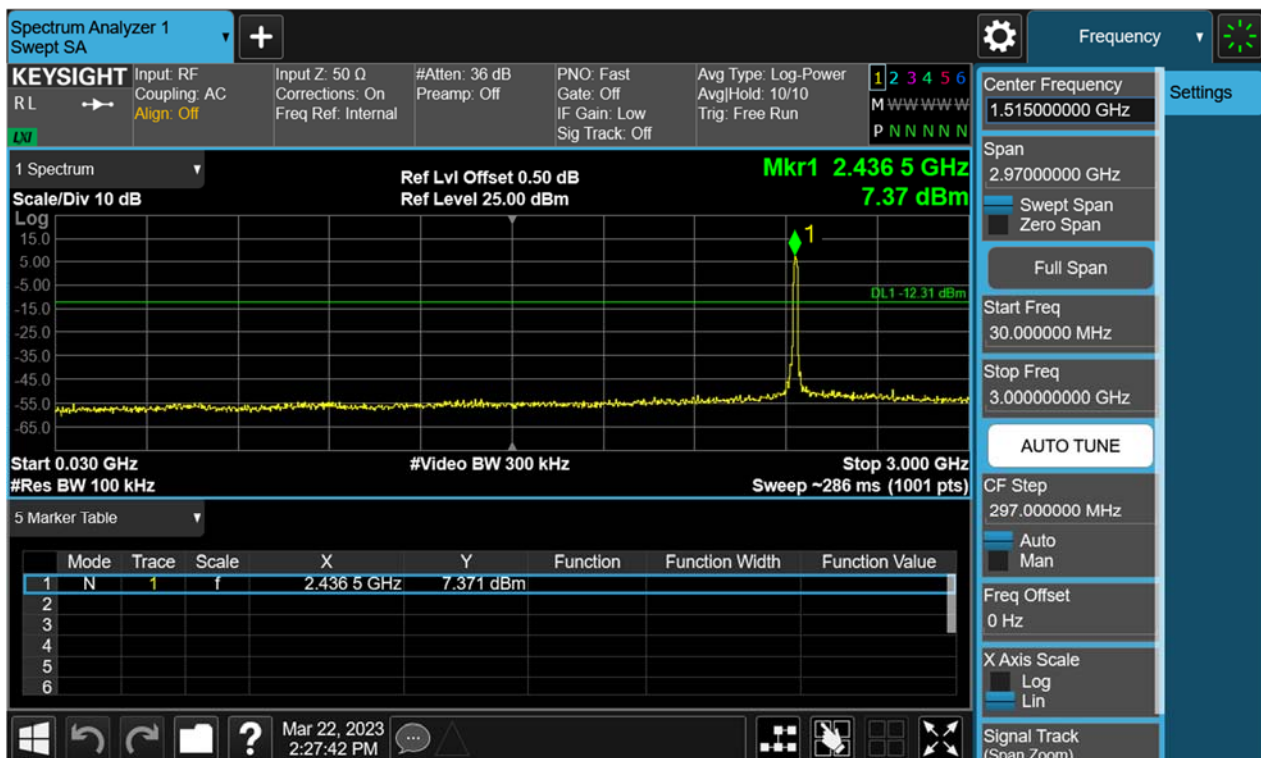 Spectrum Analyzer 1
Swept SA
+
Frequency
KEYSIGHT
R L
LXI
Input: RF
Coupling: AC
Align: Off
Input Z: 50 Ω
Corrections: On
Freq Ref: Internal
#Atten: 36 dB
Preamp: Off
PNO: Fast
Gate: Off
IF Gain: Low
Sig Track: Off
Avg Type: Log-Power
Avg|Hold: 10/10
Trig: Free Run
1 2 3 4 5 6
M W W W W W
P N N N N N
1 Spectrum
Scale/Div 10 dB
Ref Lvl Offset 0.50 dB
Ref Level 25.00 dBm
Mkr1 2.436 5 GHz
7.37 dBm
Log
15.0
5.00
-5.00
-15.0
-25.0
-35.0
-45.0
-55.0
-65.0
1
DL1 -12.31 dBm
Start 0.030 GHz
#Res BW 100 kHz
#Video BW 300 kHz
Stop 3.000 GHz
Sweep ~286 ms (1001 pts)
5 Marker Table
Mode Trace Scale X Y Function Function Width Function Value
1 N 1 f 2.436 5 GHz 7.371 dBm
2
3
4
5
6
Mar 22, 2023
2:27:42 PM
Center Frequency
1.515000000 GHz
Settings
Span
2.97000000 GHz
Swept Span
Zero Span
Full Span
Start Freq
30.000000 MHz
Stop Freq
3.000000000 GHz
AUTO TUNE
CF Step
297.000000 MHz
Auto
Man
Freq Offset
0 Hz
X Axis Scale
Log
Lin
Signal Track
(Span Zoom)